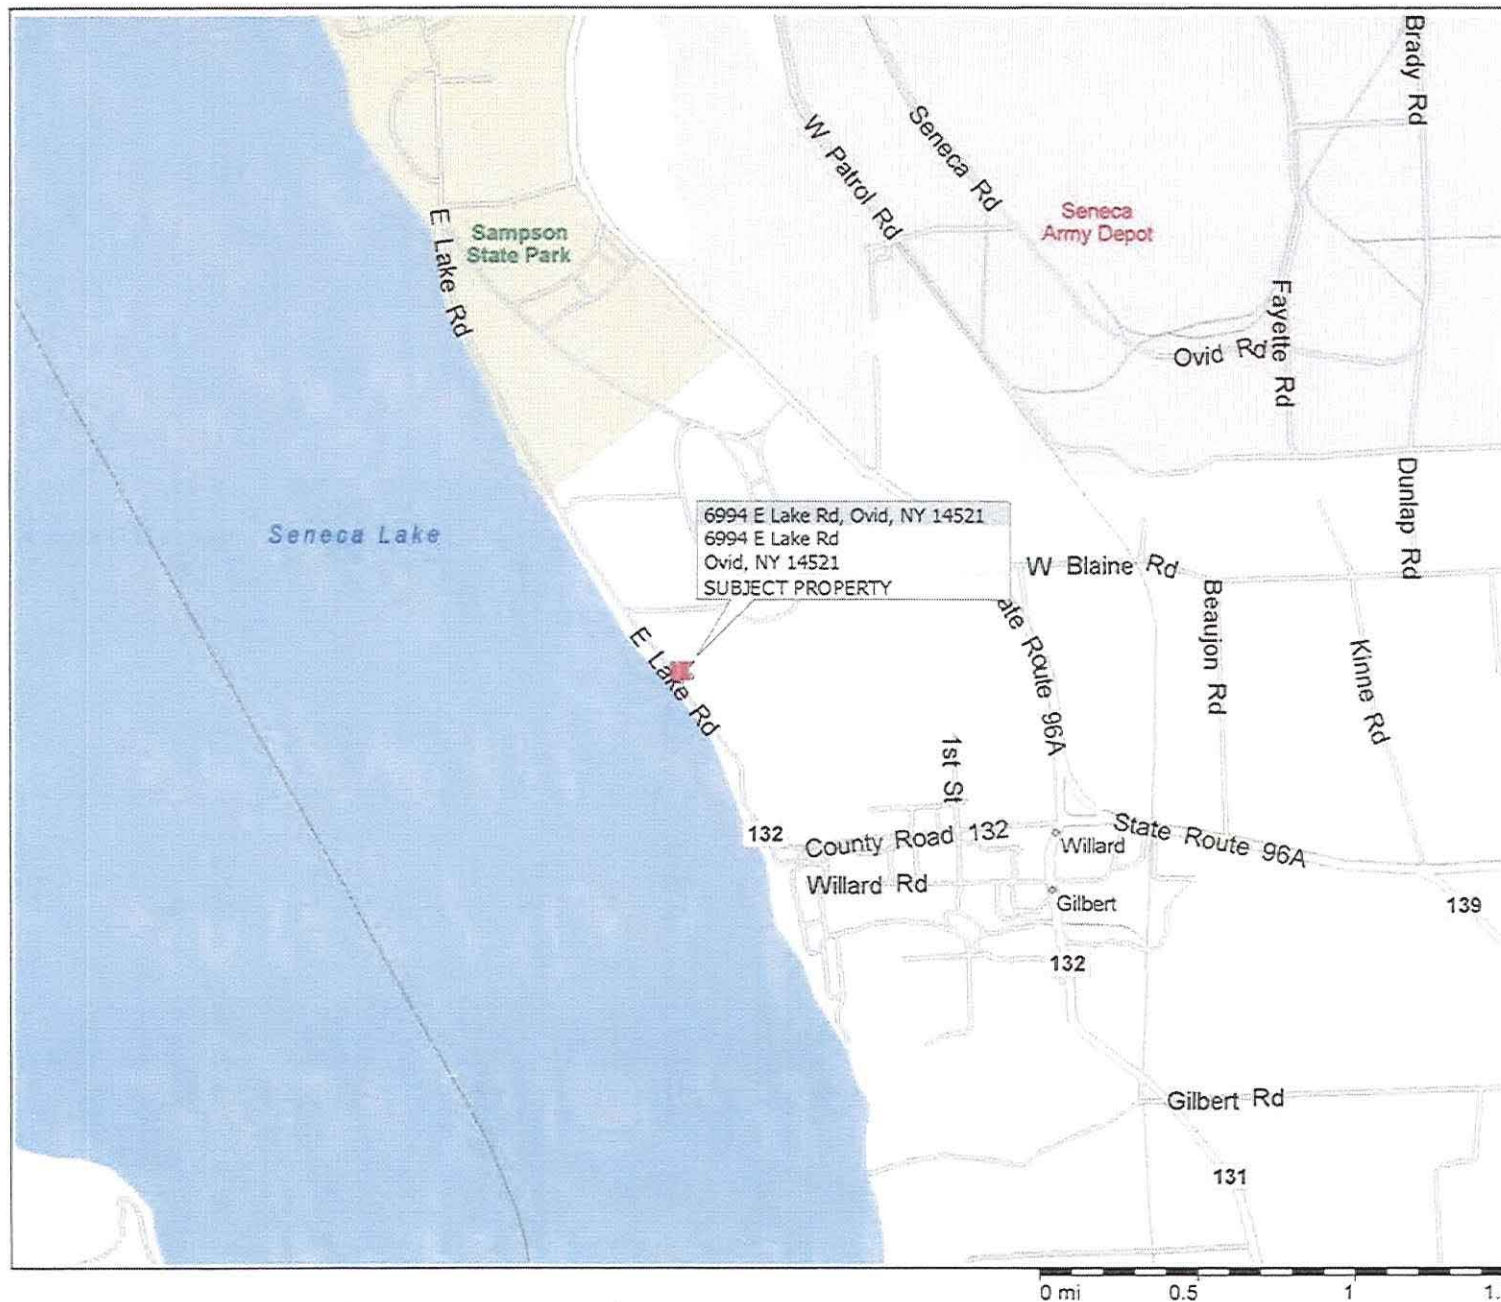 Brady Rd
W Patrol Rd
Seneca Rd
Seneca
Army Depot
E Lake Rd
Sampson
State Park
Fayette Rd
Ovid Rd
Dunlap Rd
Seneca Lake
6994 E Lake Rd, Ovid, NY 14521
6994 E Lake Rd
Ovid, NY 14521
SUBJECT PROPERTY
W Blaine Rd
Beaujon Rd
Kinne Rd
E Lake Rd
ate Route 96A
1st St
132
County Road 132
State Route 96A
Willard
Willard Rd
Gilbert
139
132
Gilbert Rd
131
0 mi 0.5 1 1.